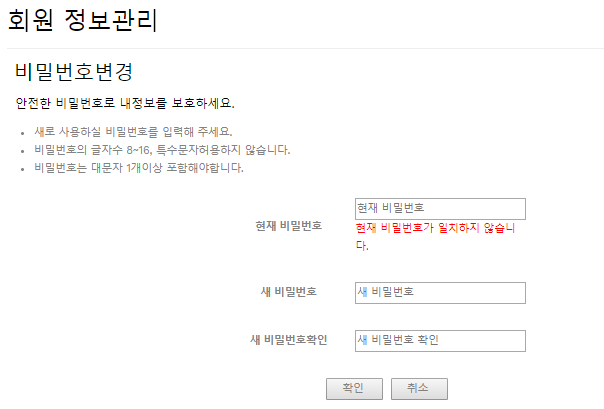 회원 정보관리
비밀번호변경
안전한 비밀번호로 내정보를 보호하세요.
새로 사용하실 비밀번호를 입력해 주세요.
비밀번호의 글자수 8~16, 특수문자허용하지 않습니다.
비밀번호는 대문자 1개이상 포함해야합니다.
현재 비밀번호
현재 비밀번호
현재 비밀번호가 일치하지 않습니
다.
새 비밀번호
새 비밀번호
새 비밀번호확인
새 비밀번호 확인
확인
취소